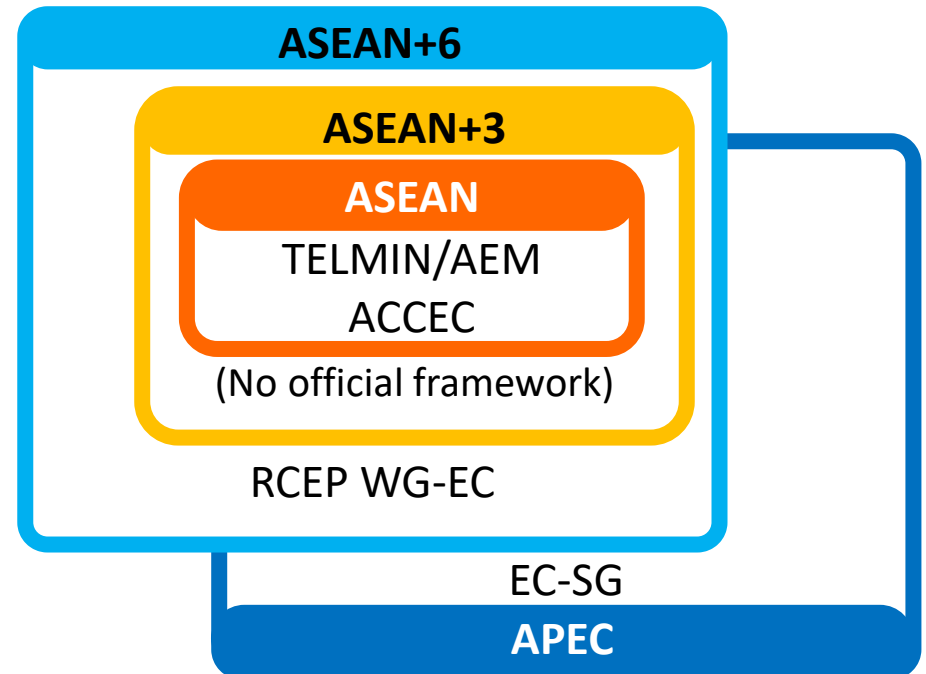 ASEAN+6
ASEAN+3
ASEAN
TELMIN/AEM
ACCEC
(No official framework)
RCEP WG-EC
EC-SG
APEC